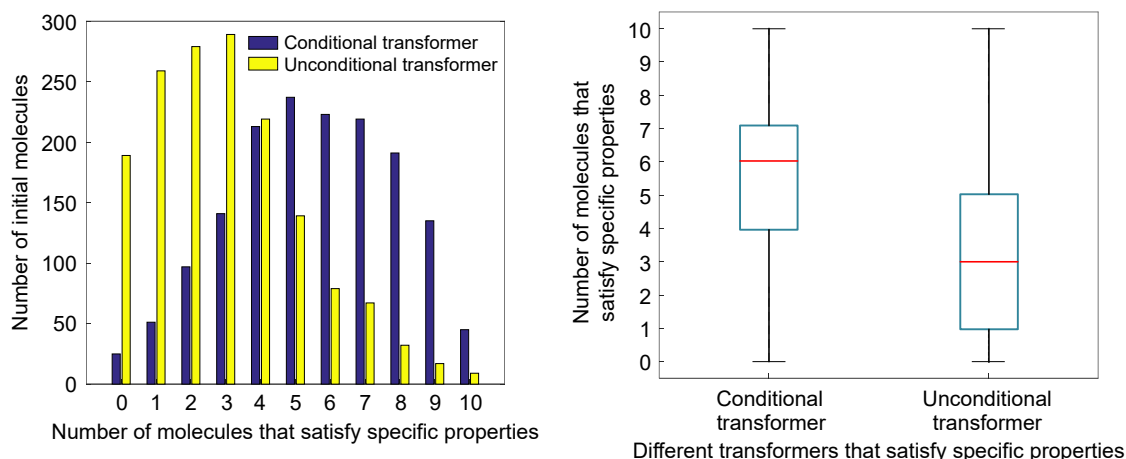 300
250
200
150
100
50
0
Number of initial molecules
Conditional transformer
Unconditional transformer
0 1 2 3 4 5 6 7 8 9 10
Number of molecules that satisfy specific properties
10
9
8
7
6
5
4
3
2
1
0
Number of molecules that
satisfy specific properties
Conditional
transformer
Unconditional
transformer
Different transformers that satisfy specific properties